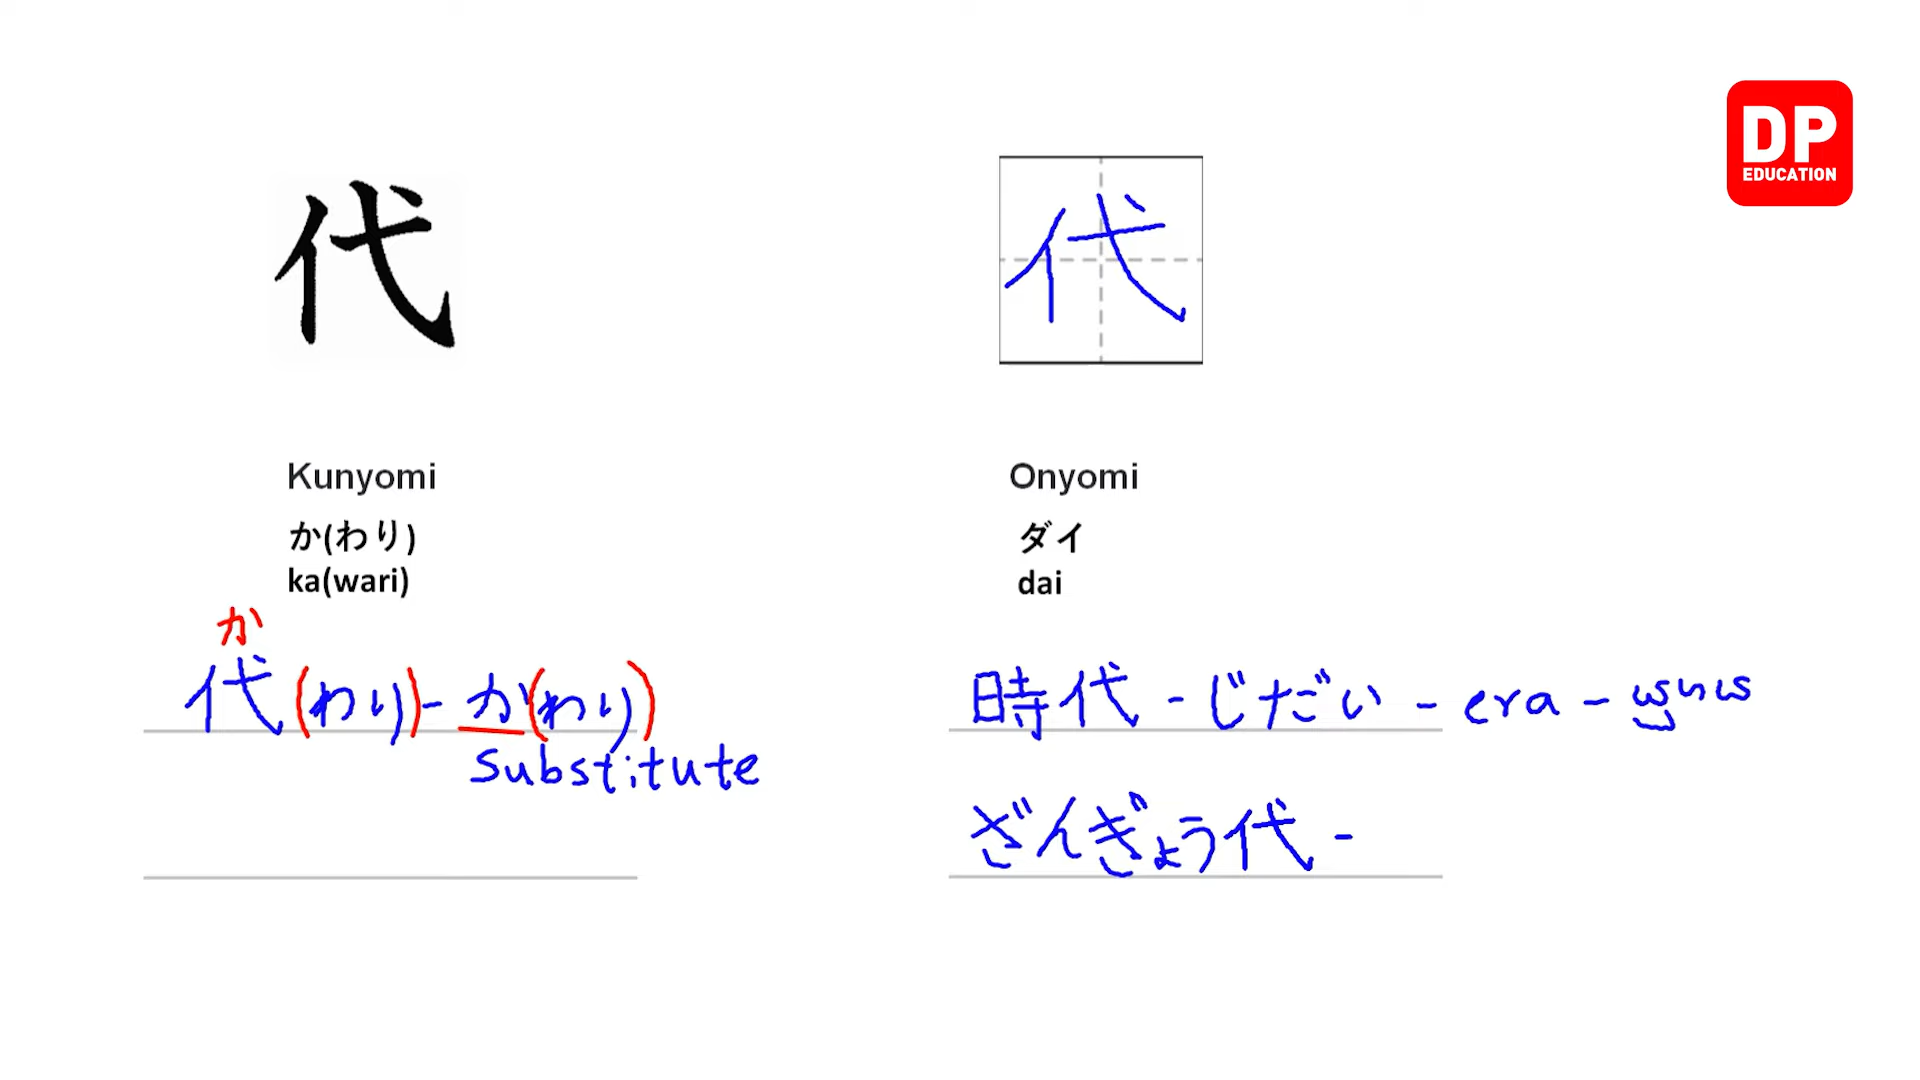 DP
EDUCATION
代
代
Kunyomi
か(わり)
ka(wari)
か
代(わり) - か(わり)
Substitute
Onyomi
ダイ
dai
時代 - じだい - era - යුගය
ざんぎょう代 -